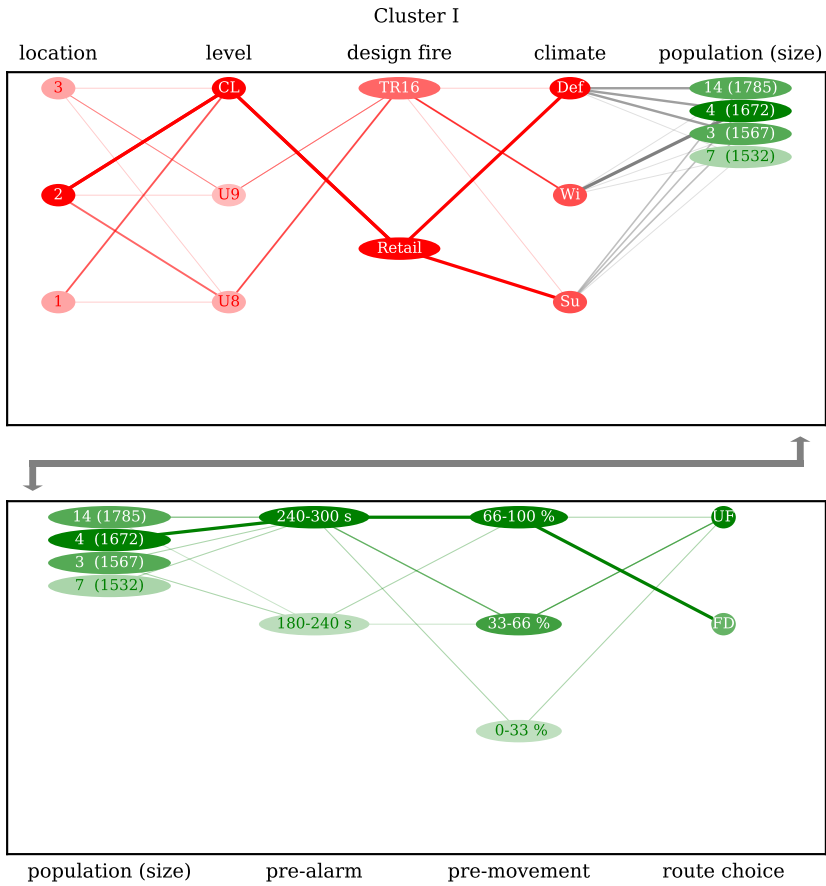 Cluster I
location level design fire climate population (size)
3 CL TR16 Def 14 (1785)
4 (1672)
3 (1567)
7 (1532)
2 U9 Wi
Retail
1 U8 Su
14 (1785) 240-300 s 66-100 % UF
4 (1672)
3 (1567)
7 (1532)
180-240 s 33-66 % FD
0-33 %
population (size) pre-alarm pre-movement route choice